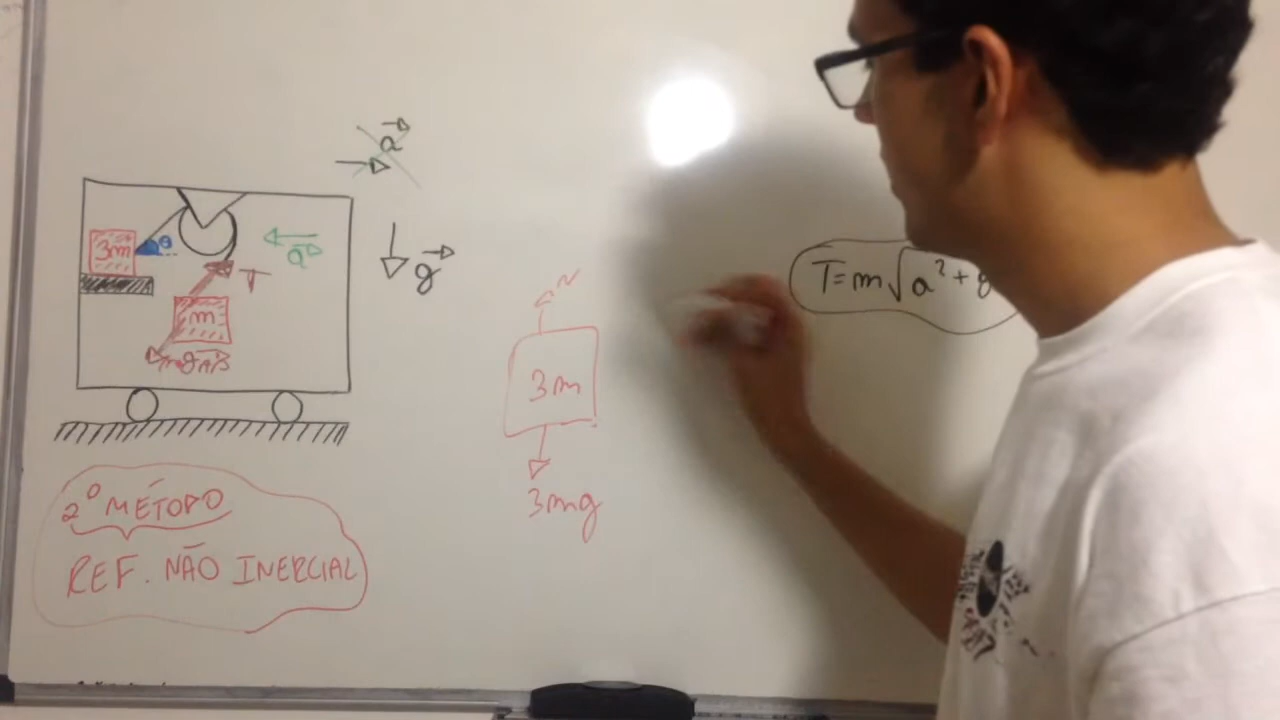 a
3m
θ
a
g
T
m
N
T=m√a²+g
3m
3mg
2º MÉTODO
REF. NÃO INERCIAL